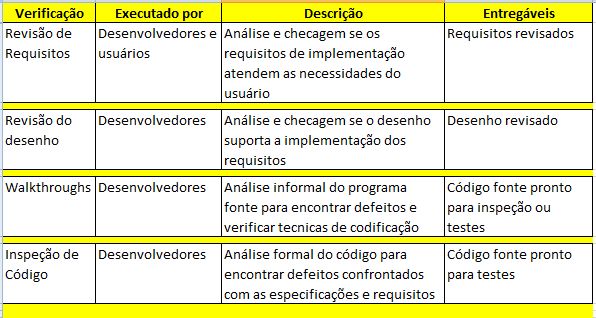 Verificação Executado por Descrição Entregáveis
Revisão de Requisitos Desenvolvedores e usuários Análise e checagem se os requisitos de implementação atendem as necessidades do usuário Requisitos revisados
Revisão do desenho Desenvolvedores Análise e checagem se o desenho suporta a implementação dos requisitos Desenho revisado
Walkthroughs Desenvolvedores Análise informal do programa fonte para encontrar defeitos e verificar tecnicas de codificação Código fonte pronto para inspeção ou testes
Inspeção de Código Desenvolvedores Análise formal do código para encontrar defeitos confrontados com as especificações e requisitos Código fonte pronto para testes